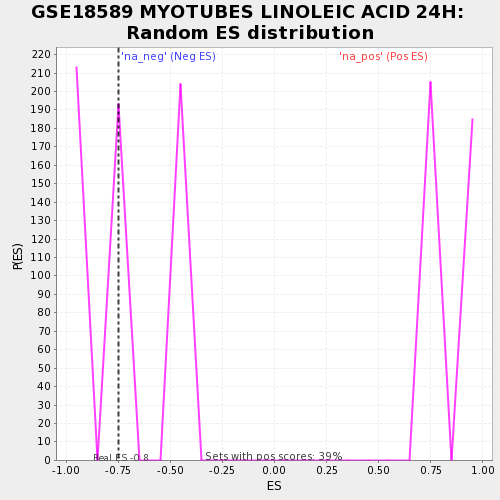 GSE18589 MYOTUBES LINOLEIC ACID 24H:
Random ES distribution
'na_neg' (Neg ES)
'na_pos' (Pos ES)
220
210
200
190
180
170
160
150
140
130
120
110
100
90
80
70
60
50
40
30
20
10
0
P(ES)
Real ES -0.8
Sets with pos scores: 39%
-1.00 -0.75 -0.50 -0.25 0.00 0.25 0.50 0.75 1.00
ES